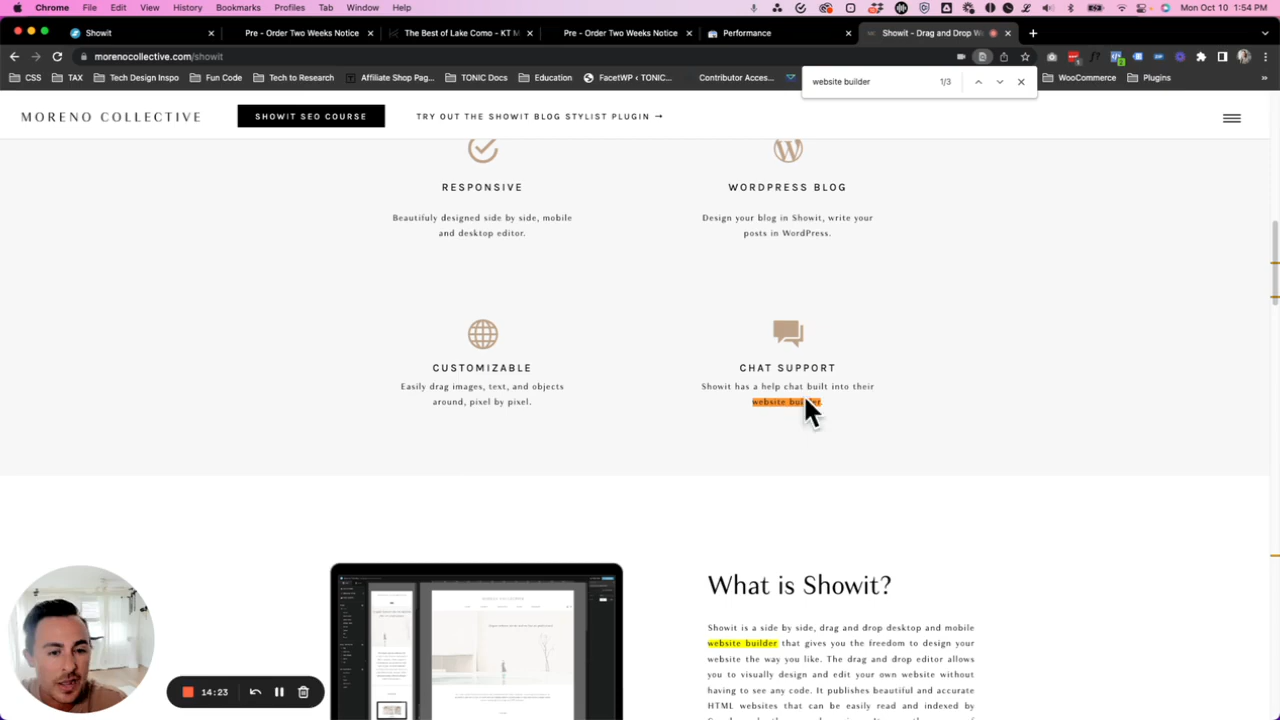 Chrome File Edit View History Bookmarks Profiles Tab Window Help Mon Oct 10 1:54 PM
Showit Pre - Order Two Weeks Notice The Best of Lake Como - KT M Pre - Order Two Weeks Notice Performance Showit - Drag and Drop W
morenocollective.com/showit
CSS TAX Tech Design Inspo Fun Code Tech to Research Affiliate Shop Pag... TONIC Docs Education FacetWP ‹ TONIC... Contributor Acces... WooCommerce Plugins
website builder 1/3
MORENO COLLECTIVE SHOWIT SEO COURSE TRY OUT THE SHOWIT BLOG STYLIST PLUGIN →
RESPONSIVE
Beautifuly designed side by side, mobile
and desktop editor.
WORDPRESS BLOG
Design your blog in Showit, write your
posts in WordPress.
CUSTOMIZABLE
Easily drag images, text, and objects
around, pixel by pixel.
CHAT SUPPORT
Showit has a help chat built into their
website builder.
What is Showit?
Showit is a side by side, drag and drop desktop and mobile
website builder that gives you the freedom to design your
website the way you like. The drag and drop editor allows
you to visually design and edit your own website without
having to see any code. It publishes beautiful and accurate
HTML websites that can be easily read and indexed by
14:23